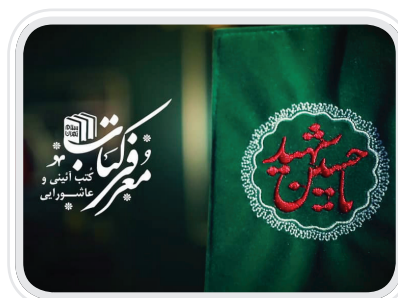 یا حسین شهید
معرفی کتاب
کتب آئینی و
عاشورایی